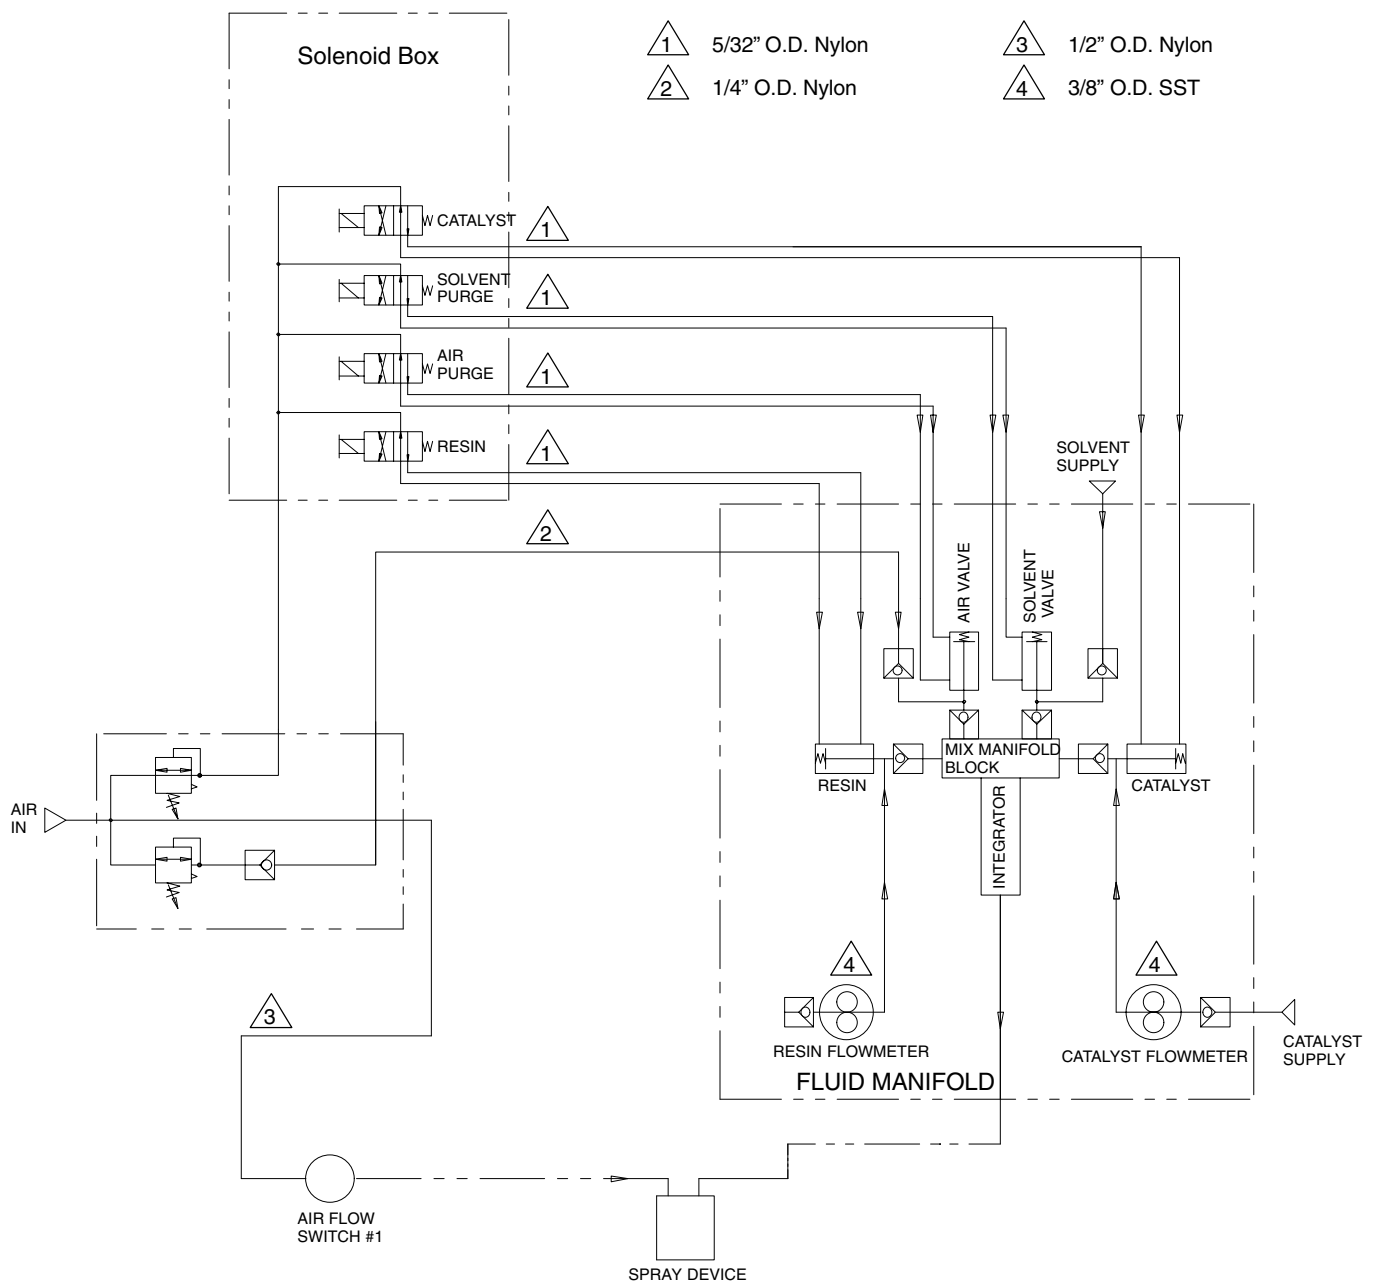 Solenoid Box
1 5/32” O.D. Nylon
2 1/4” O.D. Nylon
3 1/2” O.D. Nylon
4 3/8” O.D. SST
CATALYST
1
SOLVENT
PURGE
1
AIR
PURGE
1
RESIN
1
2
SOLVENT
SUPPLY
AIR VALVE
SOLVENT
VALVE
MIX MANIFOLD
BLOCK
RESIN
CATALYST
INTEGRATOR
AIR
IN
3
4
4
RESIN FLOWMETER
CATALYST FLOWMETER
CATALYST
SUPPLY
FLUID MANIFOLD
AIR FLOW
SWITCH #1
SPRAY DEVICE